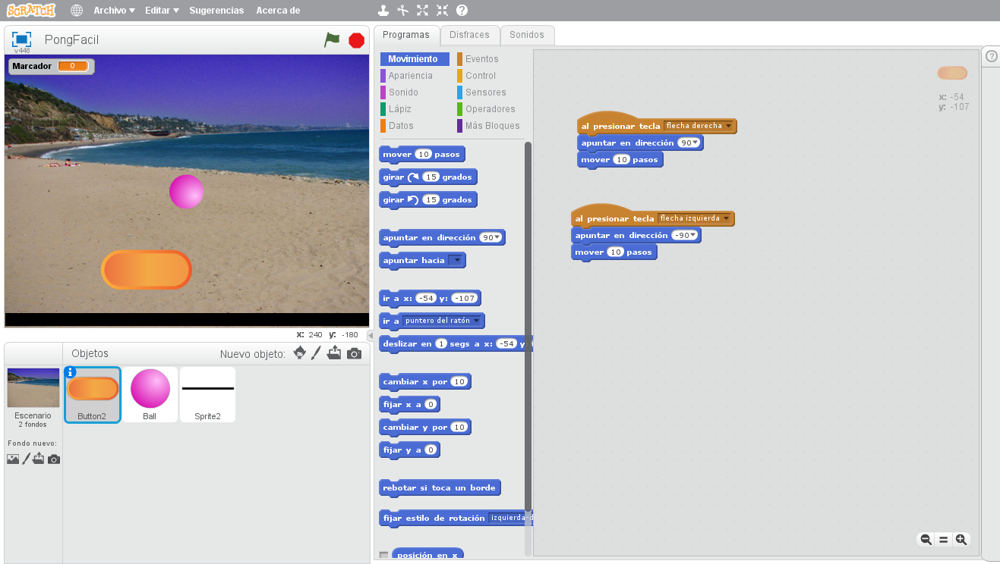 SCRATCH
Archivo Editar Sugerencias Acerca de
v446
PongFacil
Marcador 0
x: 240 y: -180
Objetos
Nuevo objeto:
Escenario
2 fondos
Fondo nuevo:
Button2
Ball
Sprite2
Programas Disfraces Sonidos
Movimiento
Apariencia
Sonido
Lápiz
Datos
Eventos
Control
Sensores
Operadores
Más Bloques
mover 10 pasos
girar 15 grados
girar 15 grados
apuntar en dirección 90
apuntar hacia
ir a x: -54 y: -107
ir a puntero del ratón
deslizar en 1 segs a x: -54 y
cambiar x por 10
fijar x a 0
cambiar y por 10
fijar y a 0
rebotar si toca un borde
fijar estilo de rotación izquierda-d
posición en x
al presionar tecla flecha derecha
apuntar en dirección 90
mover 10 pasos
al presionar tecla flecha izquierda
apuntar en dirección -90
mover 10 pasos
x: -54
y: -107